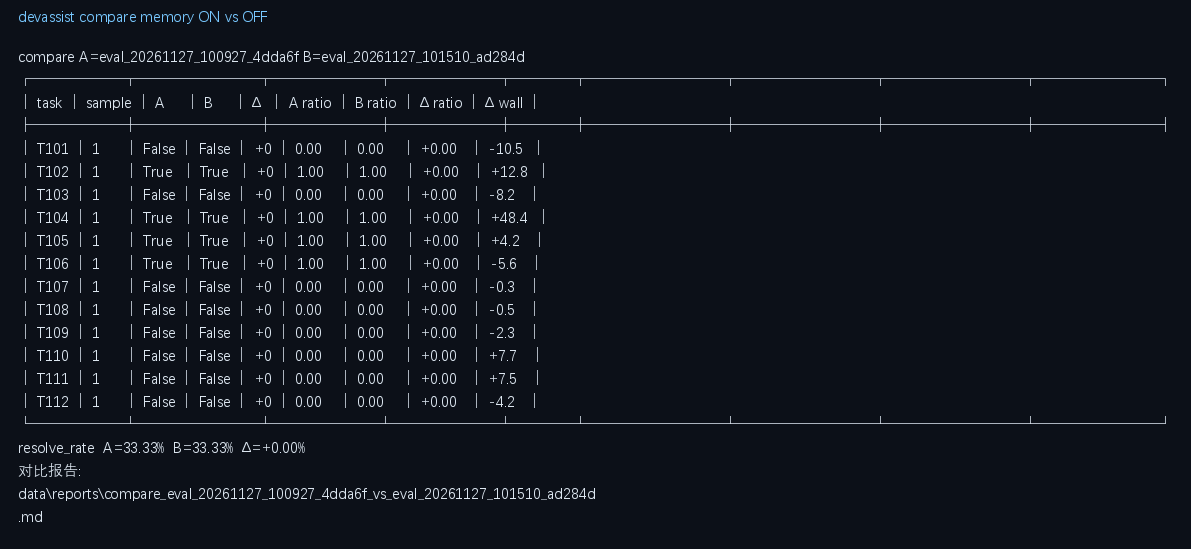 devassist compare memory ON vs OFF
compare A=eval_20261127_100927_4dda6f B=eval_20261127_101510_ad284d
| task | sample | A | B | Δ | A ratio | B ratio | Δ ratio | Δ wall |
| T101 | 1 | False | False | +0 | 0.00 | 0.00 | +0.00 | -10.5 |
| T102 | 1 | True | True | +0 | 1.00 | 1.00 | +0.00 | +12.8 |
| T103 | 1 | False | False | +0 | 0.00 | 0.00 | +0.00 | -8.2 |
| T104 | 1 | True | True | +0 | 1.00 | 1.00 | +0.00 | +48.4 |
| T105 | 1 | True | True | +0 | 1.00 | 1.00 | +0.00 | +4.2 |
| T106 | 1 | True | True | +0 | 1.00 | 1.00 | +0.00 | -5.6 |
| T107 | 1 | False | False | +0 | 0.00 | 0.00 | +0.00 | -0.3 |
| T108 | 1 | False | False | +0 | 0.00 | 0.00 | +0.00 | -0.5 |
| T109 | 1 | False | False | +0 | 0.00 | 0.00 | +0.00 | -2.3 |
| T110 | 1 | False | False | +0 | 0.00 | 0.00 | +0.00 | +7.7 |
| T111 | 1 | False | False | +0 | 0.00 | 0.00 | +0.00 | +7.5 |
| T112 | 1 | False | False | +0 | 0.00 | 0.00 | +0.00 | -4.2 |
resolve_rate A=33.33% B=33.33% Δ=+0.00%
对比报告:
data\reports\compare_eval_20261127_100927_4dda6f_vs_eval_20261127_101510_ad284d
.md